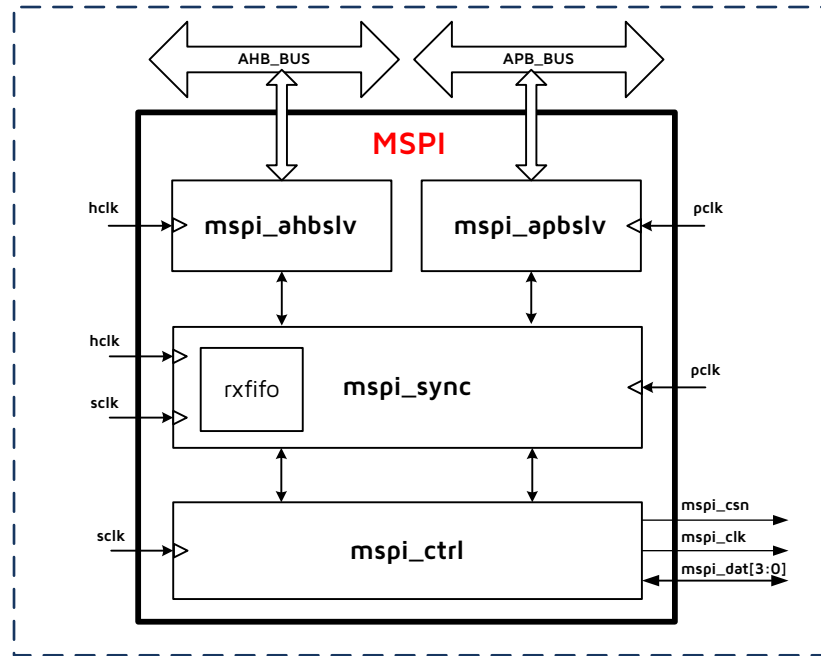 AHB_BUS
APB_BUS
MSPI
hclk
mspi_ahbslv
mspi_apbslv
pclk
hclk
sclk
rxfifo
mspi_sync
pclk
sclk
mspi_ctrl
mspi_csn
mspi_clk
mspi_dat[3:0]